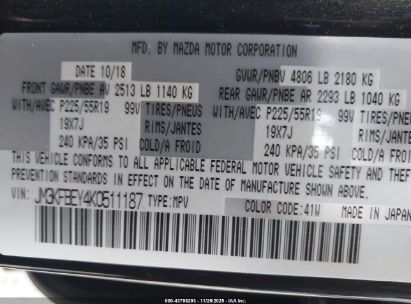 MFD. BY MAZDA MOTOR CORPORATION
DATE 10/18
GVWR/PNBV 4806 LB 2180 KG
FRONT GAWR/PNBE AV 2513 LB 1140 KG
REAR GAWR/PNBE AR 2293 LB 1040 KG
WITH/AVEC P225/55R19 99V TIRES/PNEUS
WITH/AVEC P225/55R19 99V TIRES/PNEUS
19X7J RIMS/JANTES
19X7J RIMS/JANTES
240 KPA/35 PSI COLD/A FROID
240 KPA/35 PSI COLD/A FROID
THIS VEHICLE CONFORMS TO ALL APPLICABLE FEDERAL MOTOR VEHICLE SAFETY AND THEFT
PREVENTION STANDARDS IN EFFECT ON THE DATE OF MANUFACTURE SHOWN ABOVE.
VIN: JM3KFBEY4K0511187 TYPE:MPV
COLOR CODE:41W MADE IN JAPAN